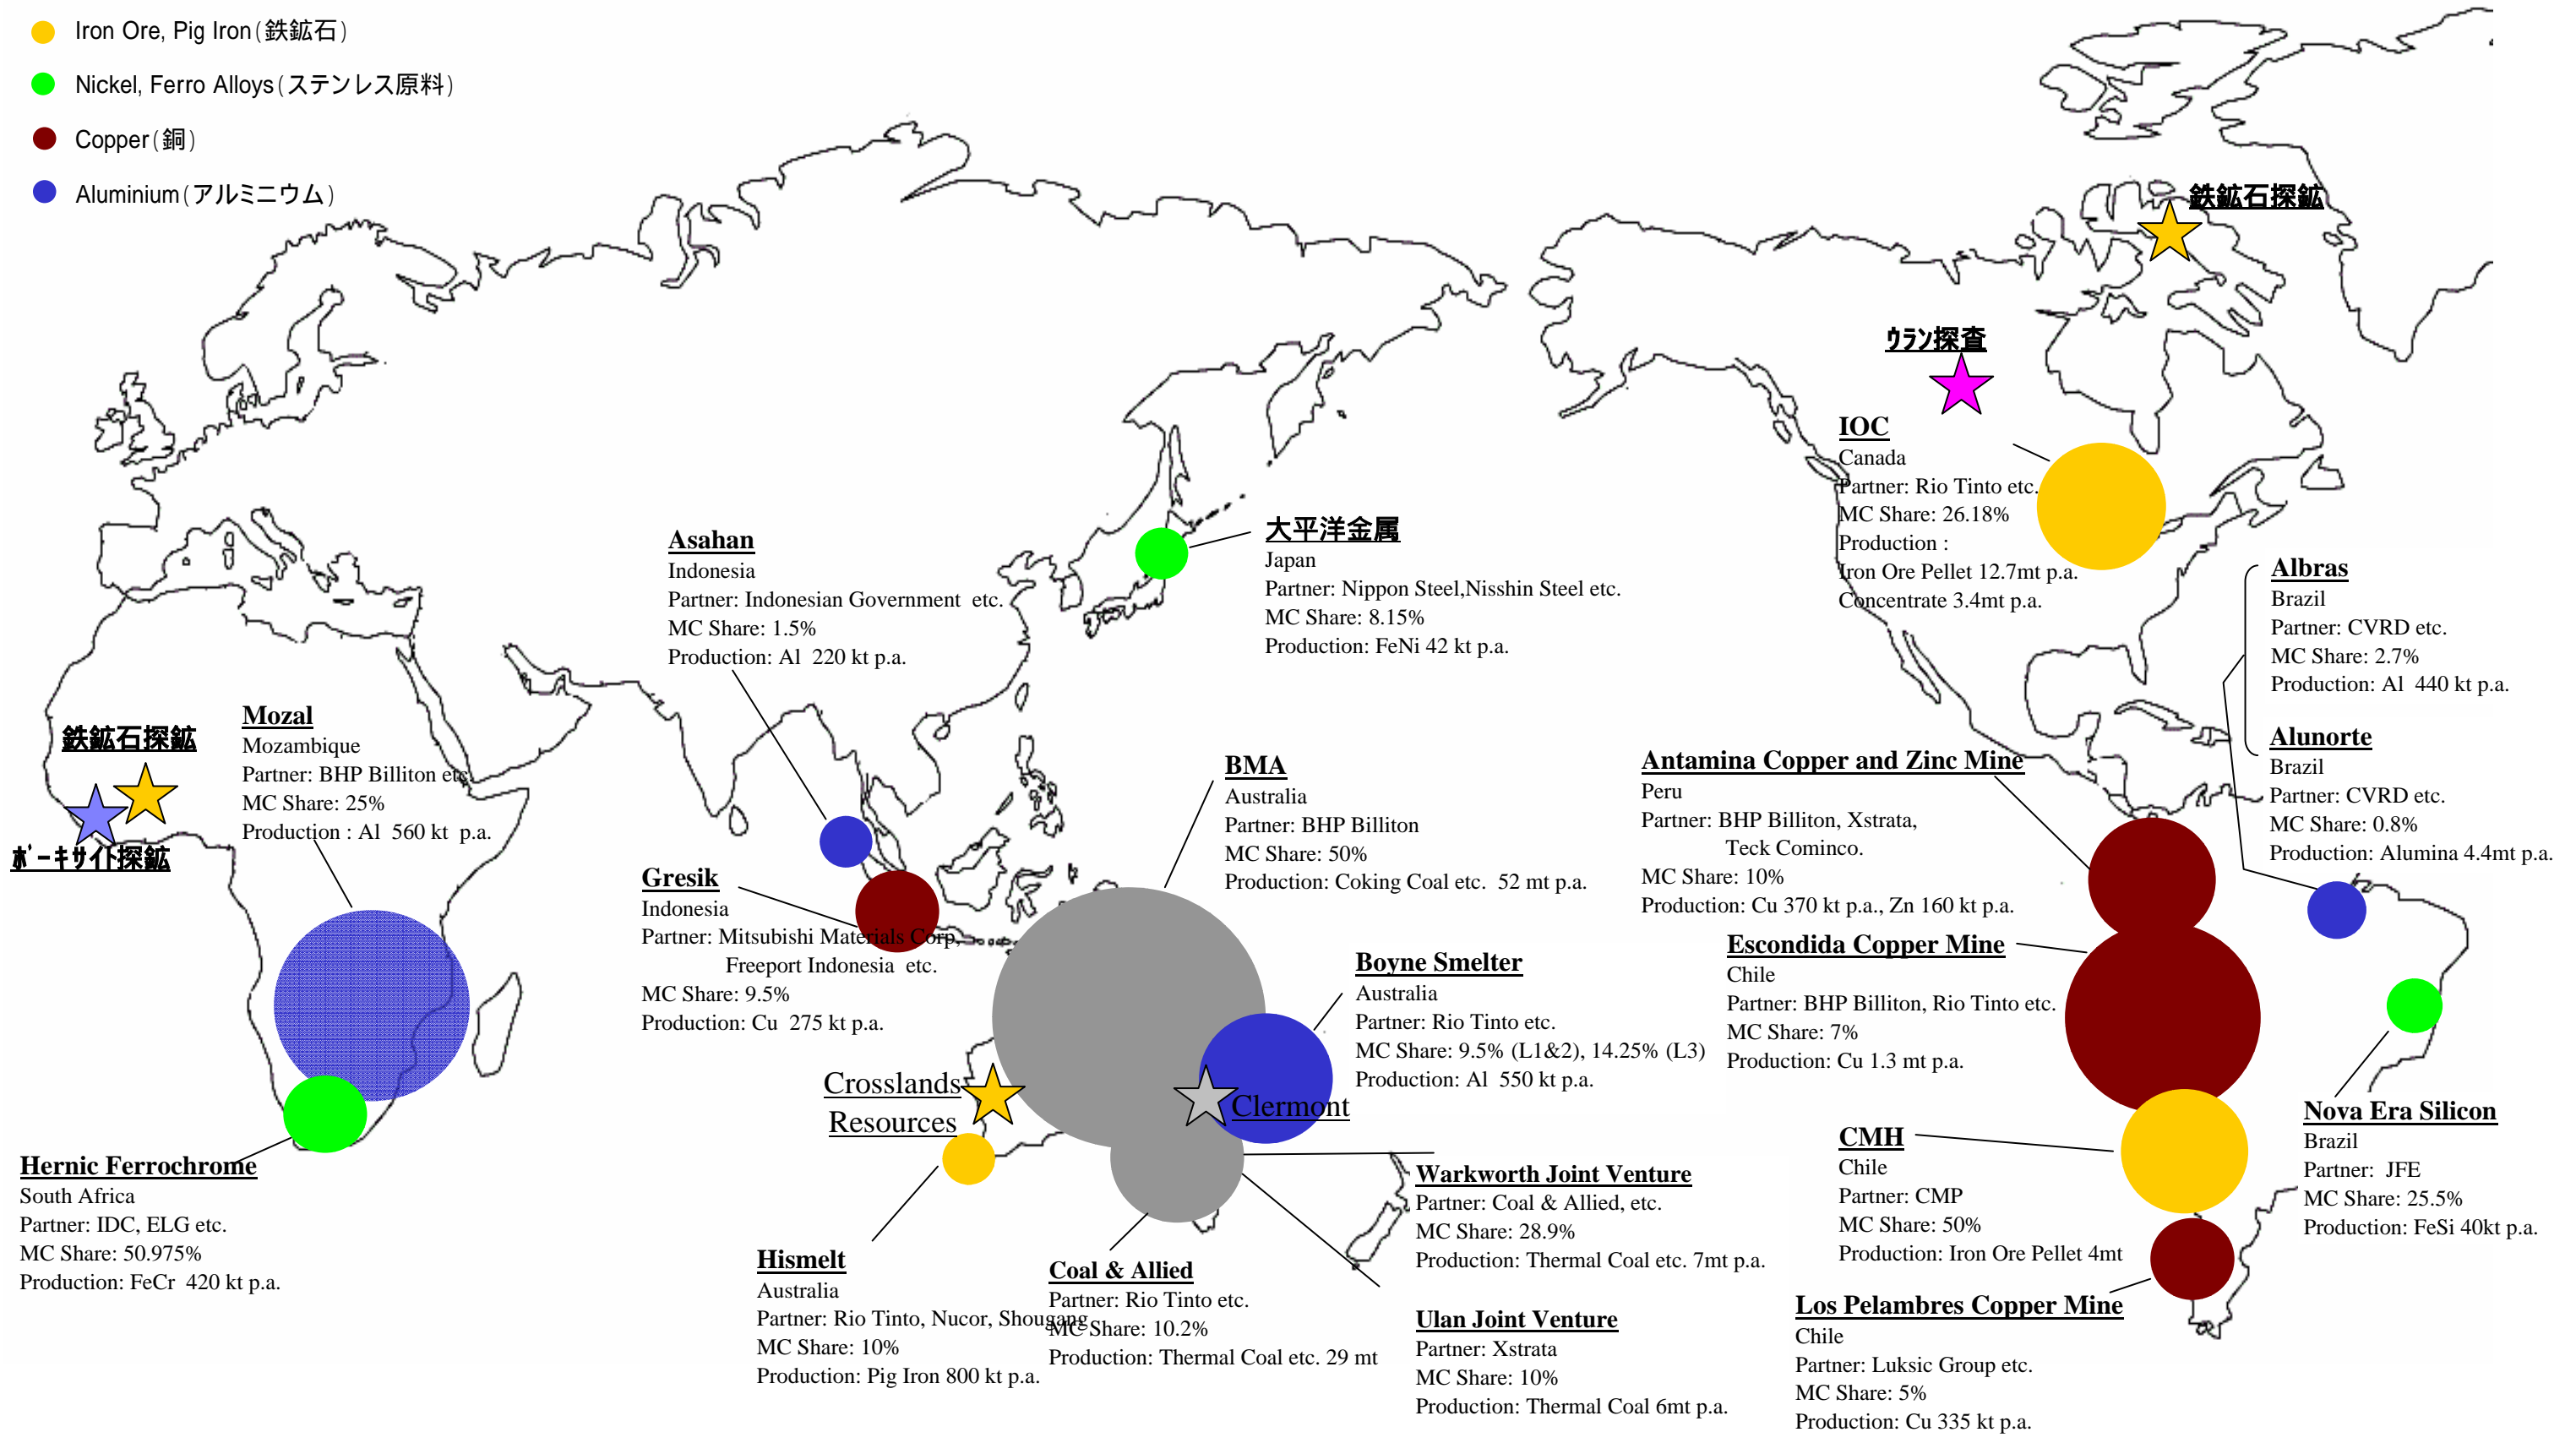 Iron Ore, Pig Iron(鉄鉱石)
Nickel, Ferro Alloys(ステンレス原料)
Copper(銅)
Aluminium(アルミニウム)
鉄鉱石探鉱
ウラン探査
IOC
Canada
Partner: Rio Tinto etc.
MC Share: 26.18%
Production :
Iron Ore Pellet 12.7mt p.a.
Concentrate 3.4mt p.a.
大平洋金属
Japan
Partner: Nippon Steel,Nisshin Steel etc.
MC Share: 8.15%
Production: FeNi 42 kt p.a.
Asahan
Indonesia
Partner: Indonesian Government etc.
MC Share: 1.5%
Production: Al 220 kt p.a.
Albras
Brazil
Partner: CVRD etc.
MC Share: 2.7%
Production: Al 440 kt p.a.
Alunorte
Brazil
Partner: CVRD etc.
MC Share: 0.8%
Production: Alumina 4.4mt p.a.
鉄鉱石探鉱
ボーキサイト探鉱
Mozal
Mozambique
Partner: BHP Billiton etc
MC Share: 25%
Production : Al 560 kt p.a.
BMA
Australia
Partner: BHP Billiton
MC Share: 50%
Production: Coking Coal etc. 52 mt p.a.
Antamina Copper and Zinc Mine
Peru
Partner: BHP Billiton, Xstrata,
Teck Cominco.
MC Share: 10%
Production: Cu 370 kt p.a., Zn 160 kt p.a.
Gresik
Indonesia
Partner: Mitsubishi Materials Corp,
Freeport Indonesia etc.
MC Share: 9.5%
Production: Cu 275 kt p.a.
Escondida Copper Mine
Chile
Partner: BHP Billiton, Rio Tinto etc.
MC Share: 7%
Production: Cu 1.3 mt p.a.
Boyne Smelter
Australia
Partner: Rio Tinto etc.
MC Share: 9.5% (L1&2), 14.25% (L3)
Production: Al 550 kt p.a.
Crosslands
Resources
Clermont
Hernic Ferrochrome
South Africa
Partner: IDC, ELG etc.
MC Share: 50.975%
Production: FeCr 420 kt p.a.
Hismelt
Australia
Partner: Rio Tinto, Nucor, Shougang
MC Share: 10%
Production: Pig Iron 800 kt p.a.
Coal & Allied
Partner: Rio Tinto etc.
MC Share: 10.2%
Production: Thermal Coal etc. 29 mt
Warkworth Joint Venture
Partner: Coal & Allied, etc.
MC Share: 28.9%
Production: Thermal Coal etc. 7mt p.a.
Ulan Joint Venture
Partner: Xstrata
MC Share: 10%
Production: Thermal Coal 6mt p.a.
CMH
Chile
Partner: CMP
MC Share: 50%
Production: Iron Ore Pellet 4mt
Nova Era Silicon
Brazil
Partner: JFE
MC Share: 25.5%
Production: FeSi 40kt p.a.
Los Pelambres Copper Mine
Chile
Partner: Luksic Group etc.
MC Share: 5%
Production: Cu 335 kt p.a.